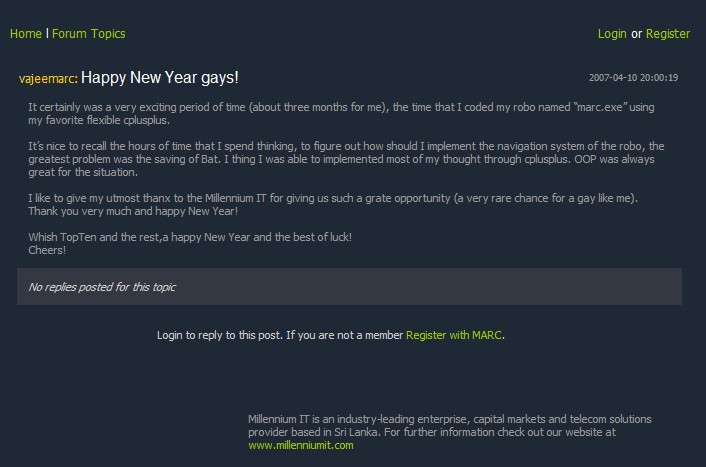 Home | Forum Topics
Login or Register
vajeemarc: Happy New Year gays!
2007-04-10 20:00:19
It certainly was a very exciting period of time (about three months for me), the time that I coded my robo named “marc.exe” using
my favorite flexible cplusplus.
It’s nice to recall the hours of time that I spend thinking, to figure out how should I implement the navigation system of the robo, the
greatest problem was the saving of Bat. I thing I was able to implemented most of my thought through cplusplus. OOP was always
great for the situation.
I like to give my utmost thanx to the Millennium IT for giving us such a grate opportunity (a very rare chance for a gay like me).
Thank you very much and happy New Year!
Whish TopTen and the rest,a happy New Year and the best of luck!
Cheers!
No replies posted for this topic
Login to reply to this post. If you are not a member Register with MARC.
Millennium IT is an industry-leading enterprise, capital markets and telecom solutions
provider based in Sri Lanka. For further information check out our website at
www.millenniumit.com